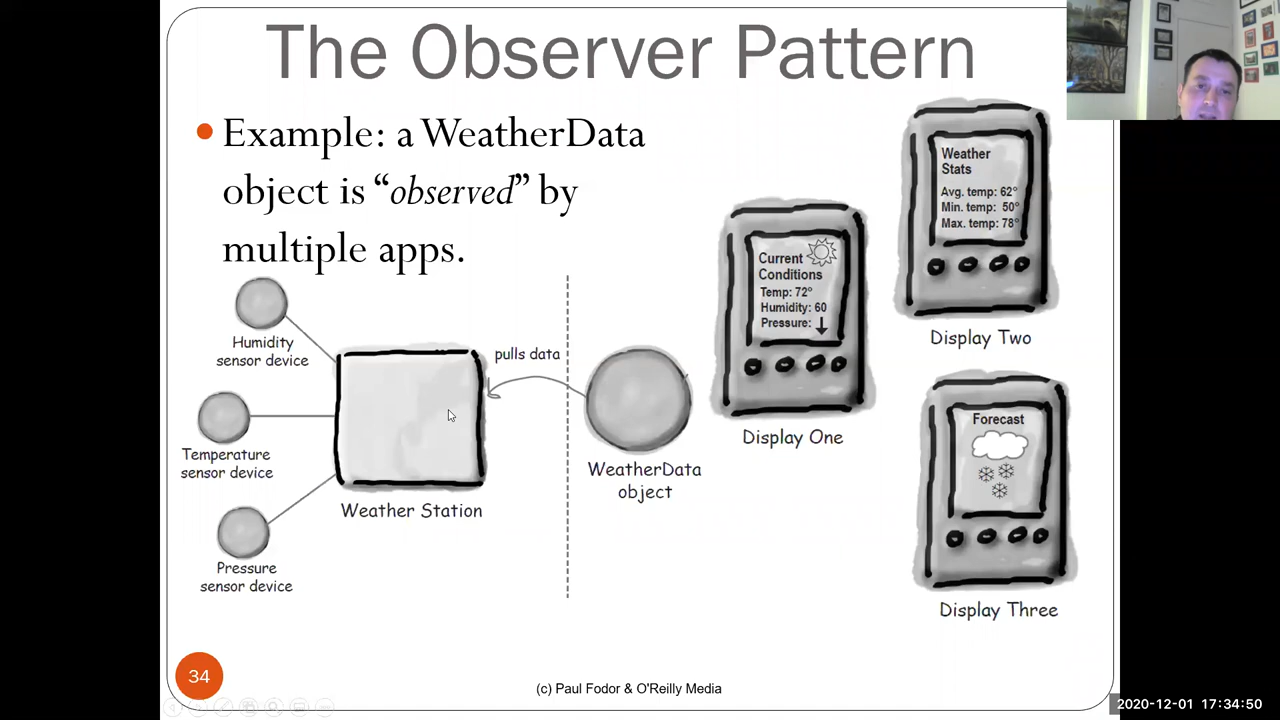 The Observer Pattern
• Example: a WeatherData
object is “observed” by
multiple apps.
Humidity
sensor device
Temperature
sensor device
Pressure
sensor device
Weather Station
pulls data
WeatherData
object
Current
Conditions
Temp: 72°
Humidity: 60
Pressure:
Display One
Weather
Stats
Avg. temp: 62°
Min. temp: 50°
Max. temp: 78°
Display Two
Forecast
Display Three
34
(c) Paul Fodor & O'Reilly Media
2020-12-01 17:34:50